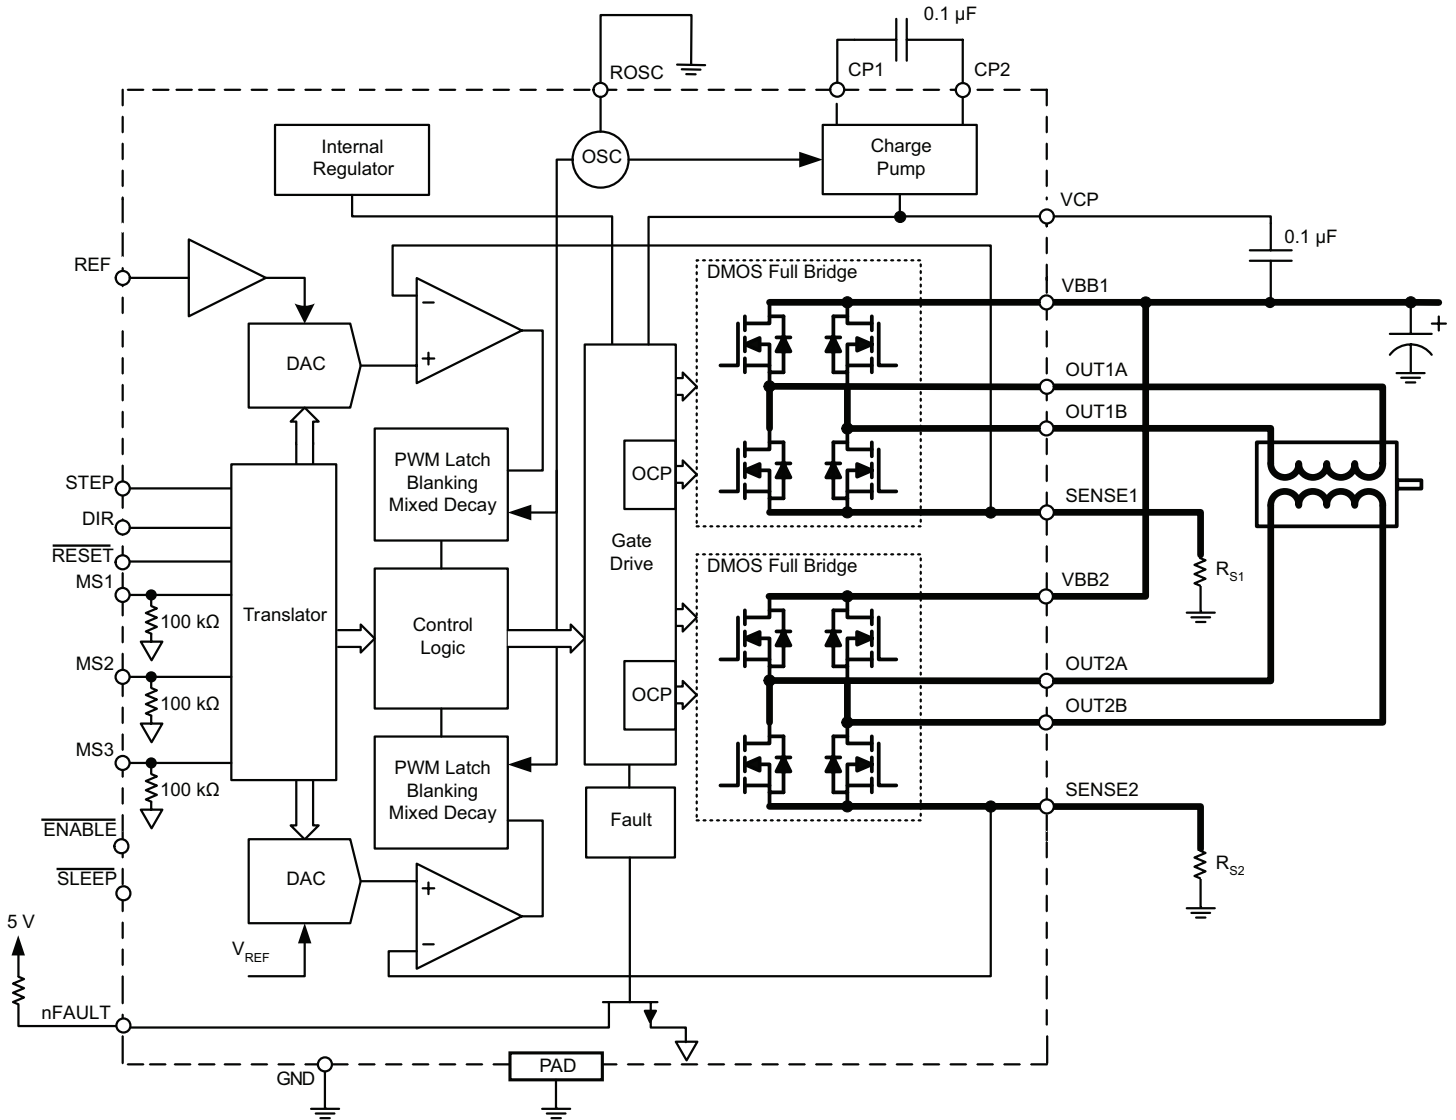 0.1 µF
ROSC
CP1
CP2
Internal
Regulator
OSC
Charge
Pump
VCP
0.1 µF
REF
DMOS Full Bridge
VBB1
+
−
+
DAC
OUT1A
OUT1B
PWM Latch
Blanking
Mixed Decay
OCP
STEP
DIR
RESET
MS1
100 kΩ
SENSE1
Gate
Drive
DMOS Full Bridge
RS1
VBB2
Translator
Control
Logic
MS2
100 kΩ
OUT2A
OCP
OUT2B
MS3
100 kΩ
PWM Latch
Blanking
Mixed Decay
SENSE2
Fault
ENABLE
SLEEP
DAC
+
−
RS2
5 V
VREF
nFAULT
GND
PAD